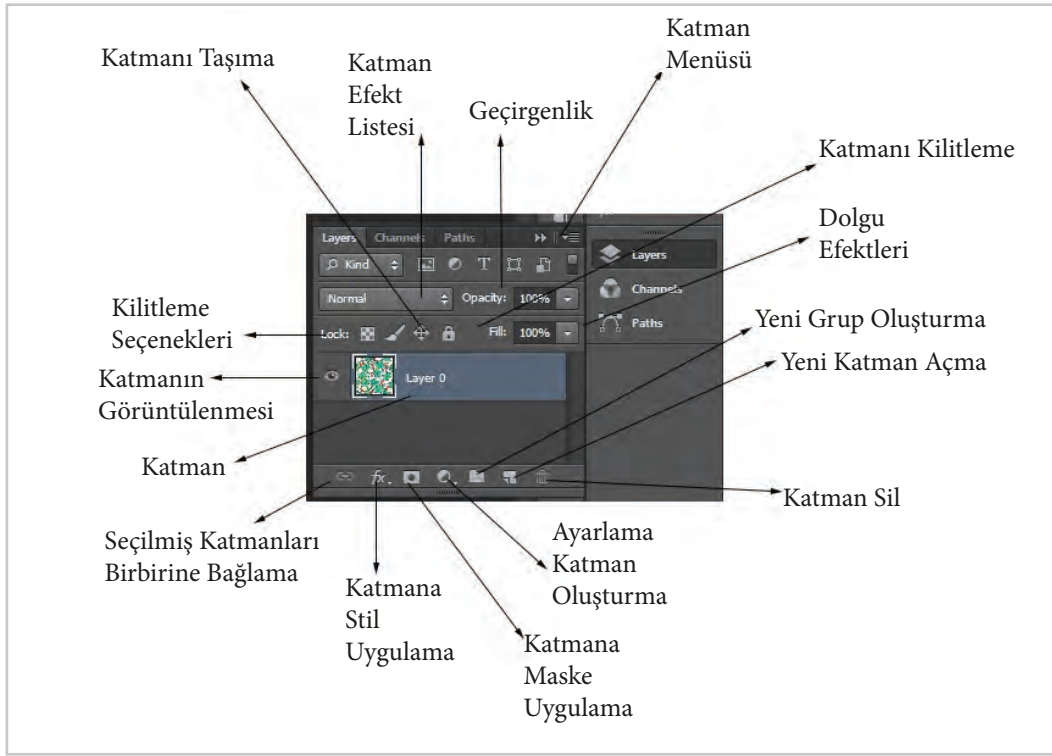 Katmanı Taşıma
Katman
Efekt
Listesi
Geçirgenlik
Katman
Menüsü
Katmanı Kilitleme
Dolgu
Efektleri
Kilitleme
Seçenekleri
Katmanın
Görüntülenmesi
Katman
Yeni Grup Oluşturma
Yeni Katman Açma
Katman Sil
Seçilmiş Katmanları
Birbirine Bağlama
Katmana
Stil
Uygulama
Ayarlama
Katman
Oluşturma
Katmana
Maske
Uygulama
Layers Channels Paths
Kind T
Normal Opacity: 100%
Lock: Fill: 100%
Layer 0
fx
Layers
Channels
Paths